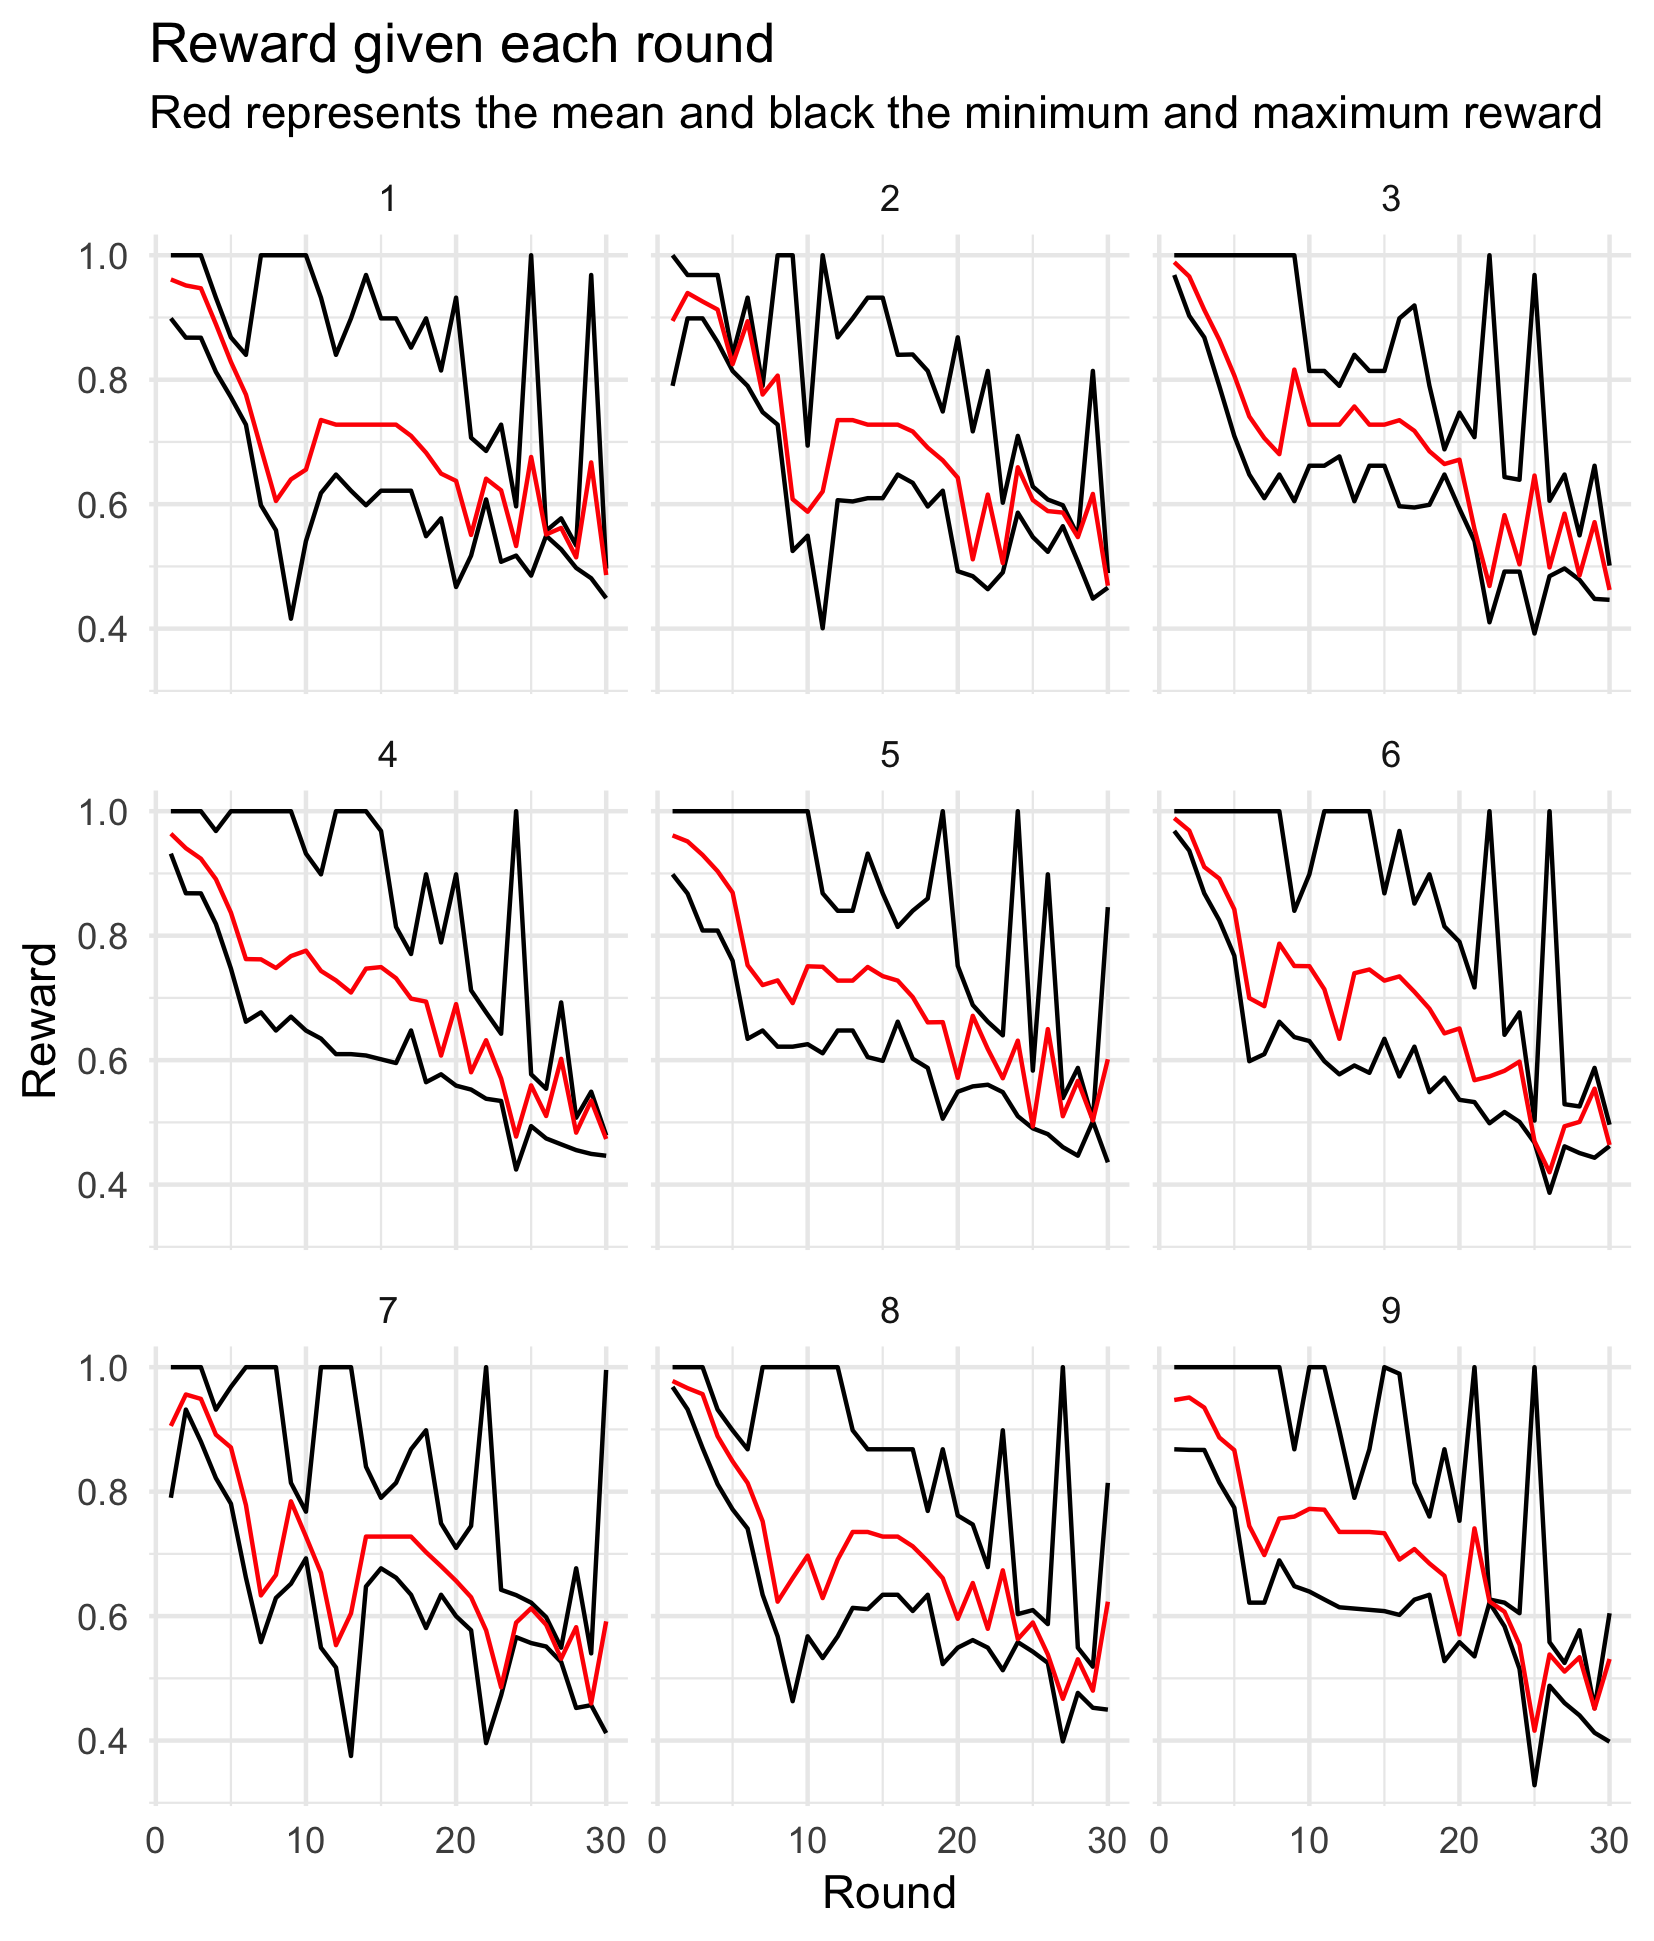 Reward given each round
Red represents the mean and black the minimum and maximum reward
1 2 3
1.0
0.8
0.6
0.4
4 5 6
1.0
0.8
0.6
0.4
Reward
7 8 9
1.0
0.8
0.6
0.4
0 10 20 30 0 10 20 30 0 10 20 30
Round